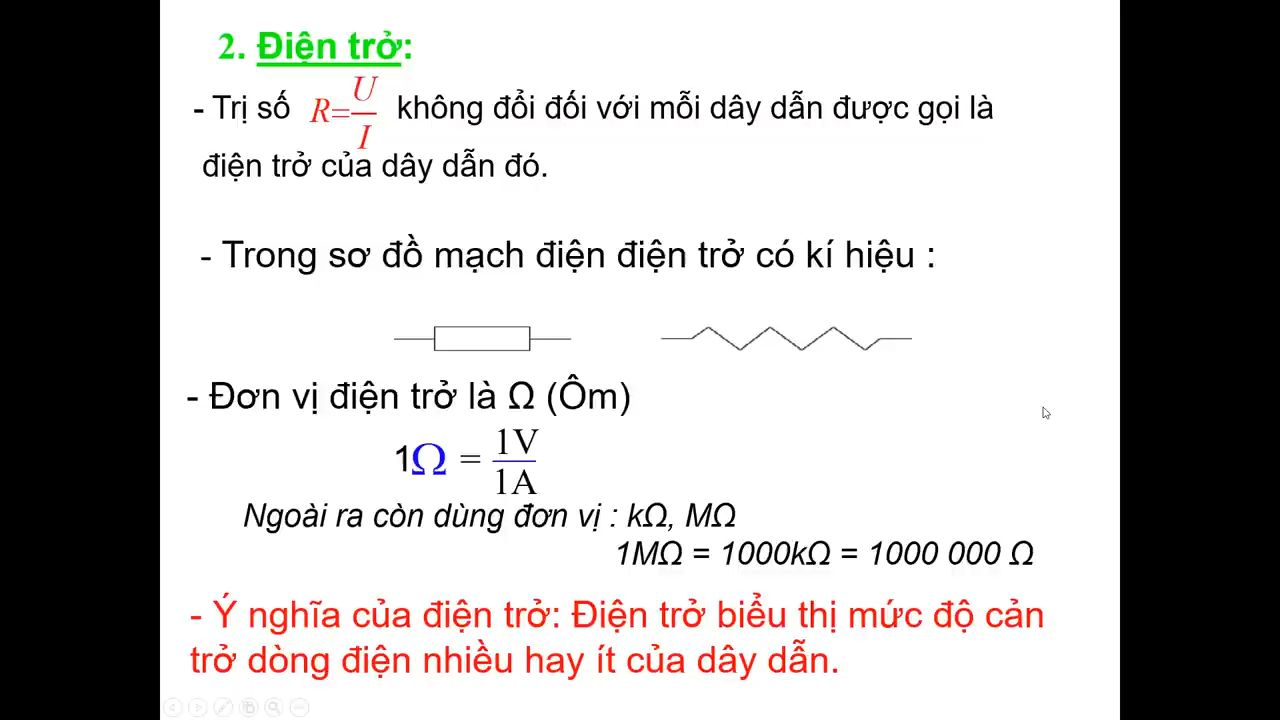 2. Điện trở:
- Trị số R=U/I không đổi đối với mỗi dây dẫn được gọi là
điện trở của dây dẫn đó.
- Trong sơ đồ mạch điện điện trở có kí hiệu :
- Đơn vị điện trở là Ω (Ôm)
1Ω = 1V/1A
Ngoài ra còn dùng đơn vị : kΩ, MΩ
1MΩ = 1000kΩ = 1000 000 Ω
- Ý nghĩa của điện trở: Điện trở biểu thị mức độ cản
trở dòng điện nhiều hay ít của dây dẫn.